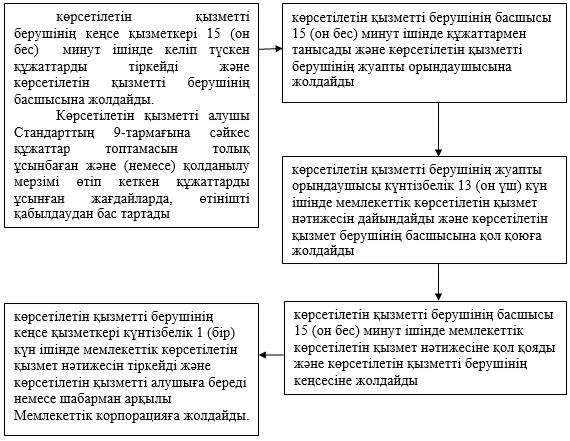 көрсетілетін қызметті
берушінің кеңсе қызметкері 15 (он
бес) минут ішінде келіп түскен
құжаттарды тіркейді және
көрсетілетін қызметті берушінің
басшысына жолдайды.
Көрсетілетін қызметті алушы
Стандарттың 9-тармағына сәйкес
құжаттар топтамасын толық
ұсынбаған және (немесе) қолданылу
мерзімі өтіп кеткен құжаттарды
ұсынған жағдайларда, өтінішті
қабылдаудан бас тартады
көрсетілетін қызметті берушінің басшысы
15 (он бес) минут ішінде құжаттармен
танысады және көрсетілетін қызметті
берушінің жуапты орындаушысына
жолдайды
көрсетілетін қызметті берушінің жуапты
орындаушысы күнтізбелік 13 (он үш) күн
ішінде мемлекеттік көрсетілетін қызмет
нәтижесін дайындайды және көрсетілетін
қызмет берушінің басшысына қол қоюға
жолдайды
көрсетілетін қызметті берушінің басшысы
15 (он бес) минут ішінде мемлекеттік
көрсетілетін қызмет нәтижесіне қол қояды
және көрсетілетін қызметті берушінің
кеңсесіне жолдайды
көрсетілетін қызметті берушінің
кеңсе қызметкері күнтізбелік 1 (бір)
күн ішінде мемлекеттік көрсетілетін
қызмет нәтижесін тіркейді және
көрсетілетін қызметті алушыға береді
немесе шабарман арқылы
Мемлекеттік корпорацияға жолдайды.